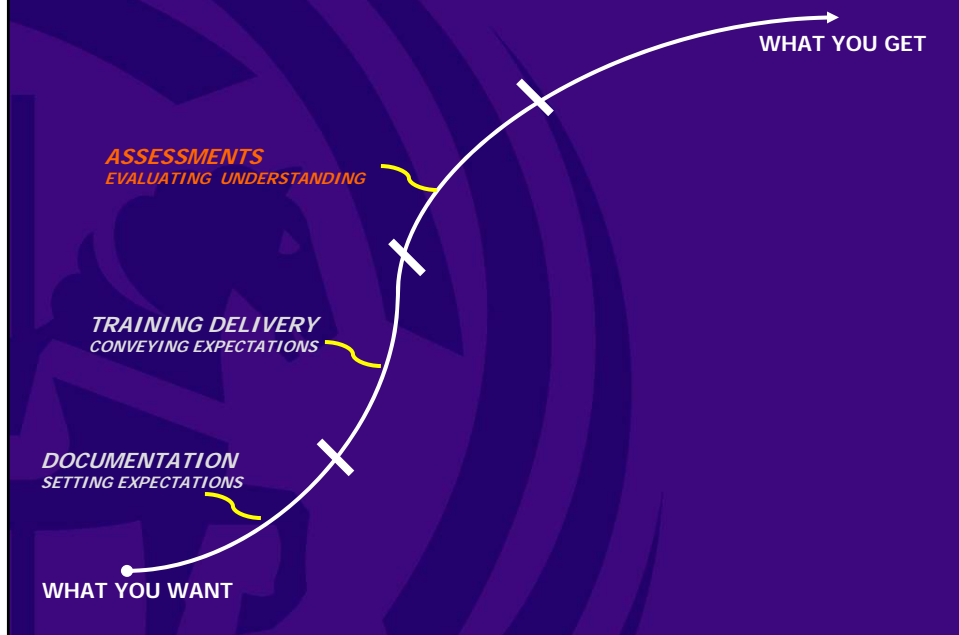 WHAT YOU GET
ASSESSMENTS
EVALUATING UNDERSTANDING
TRAINING DELIVERY
CONVEYING EXPECTATIONS
DOCUMENTATION
SETTING EXPECTATIONS
WHAT YOU WANT